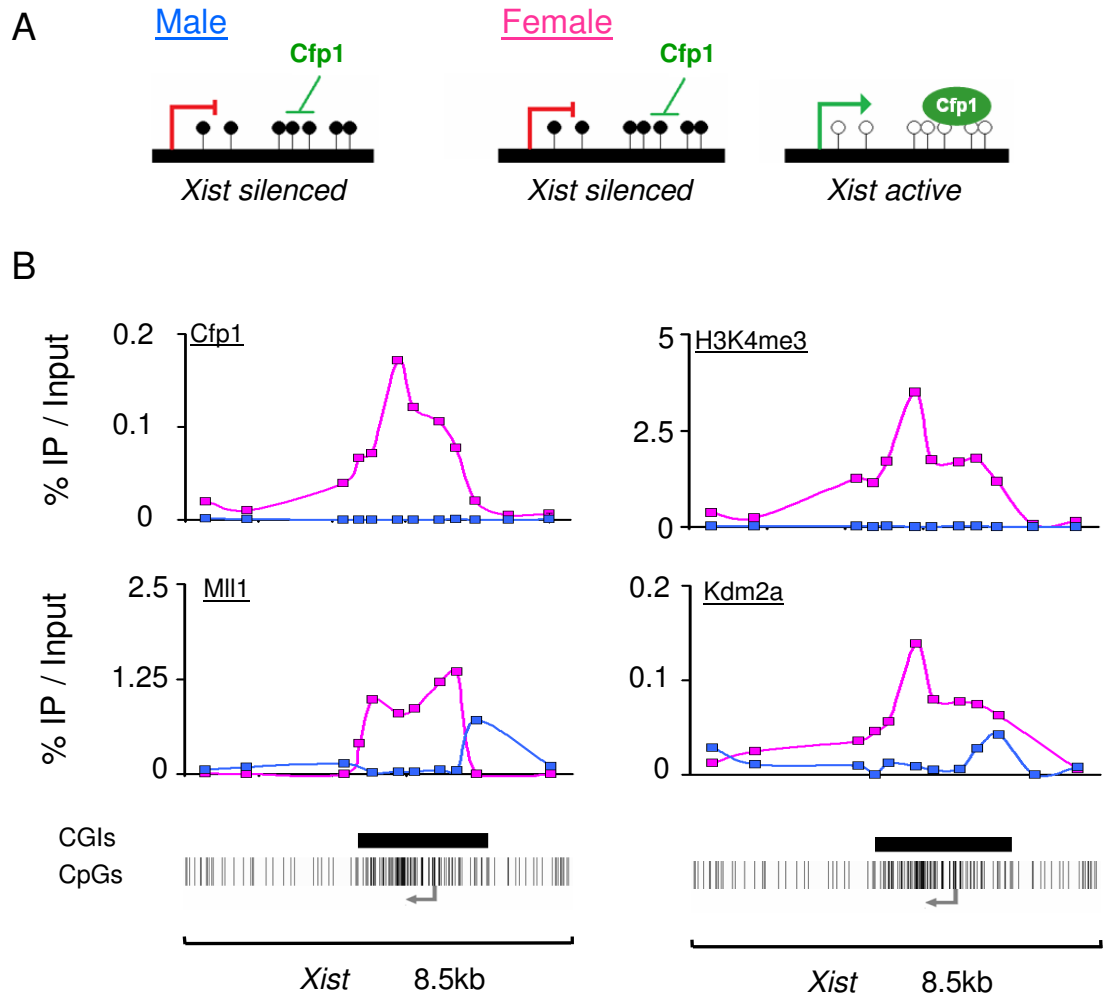 A
Male
Female
Cfp1
Cfp1
Cfp1
Xist silenced
Xist silenced
Xist active
B
% IP / Input
0.2
0.1
0
Cfp1
5
2.5
0
H3K4me3
% IP / Input
2.5
1.25
0
Mll1
0.2
0.1
0
Kdm2a
CGIs
CpGs
Xist 8.5kb
Xist 8.5kb